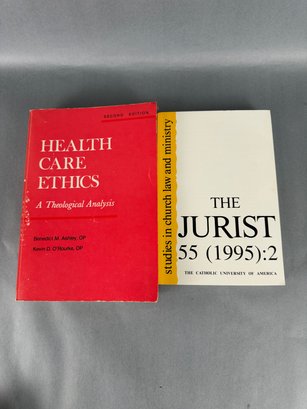 SECOND EDITION
HEALTH
CARE
ETHICS
A Theological Analysis
Benedict M. Ashley, OP
Kevin D. O'Rourke, OP
studies in church law and ministry
THE
JURIST
55 (1995):2
THE CATHOLIC UNIVERSITY OF AMERICA